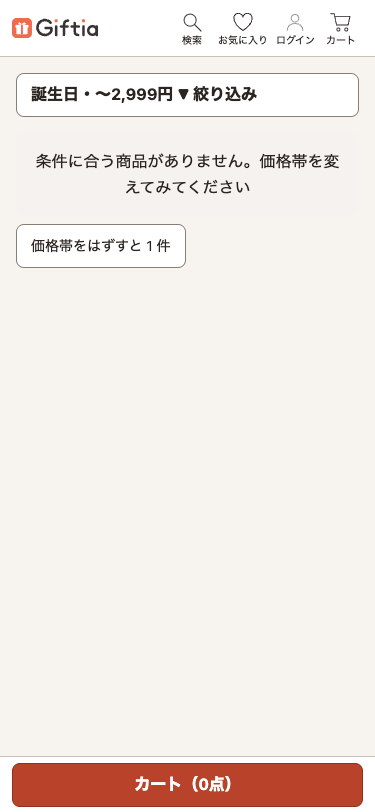 Giftia
検索
お気に入り
ログイン
カート
誕生日・〜2,999円 ▼ 絞り込み
条件に合う商品がありません。価格帯を変
えてみてください
価格帯をはずすと 1 件
カート（0点）